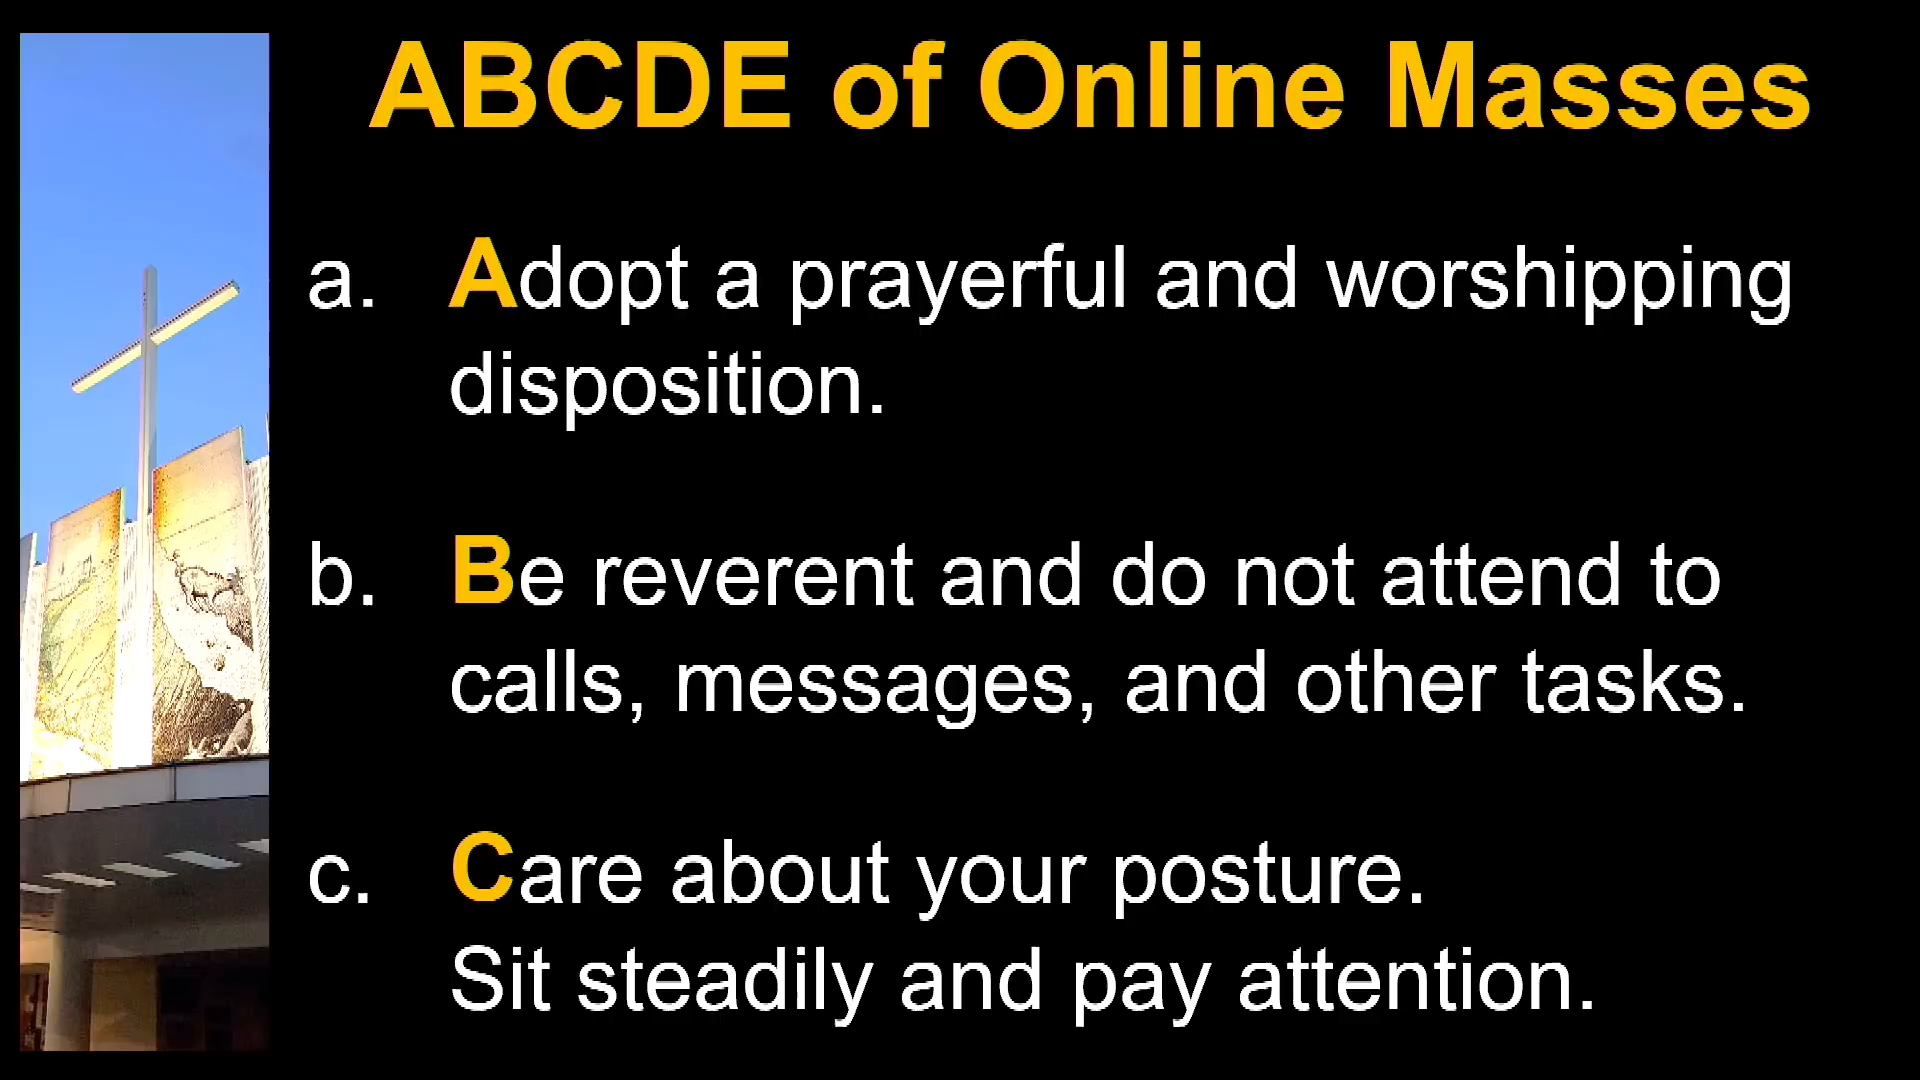 ABCDE of Online Masses
a. Adopt a prayerful and worshipping
disposition.
b. Be reverent and do not attend to
calls, messages, and other tasks.
c. Care about your posture.
Sit steadily and pay attention.